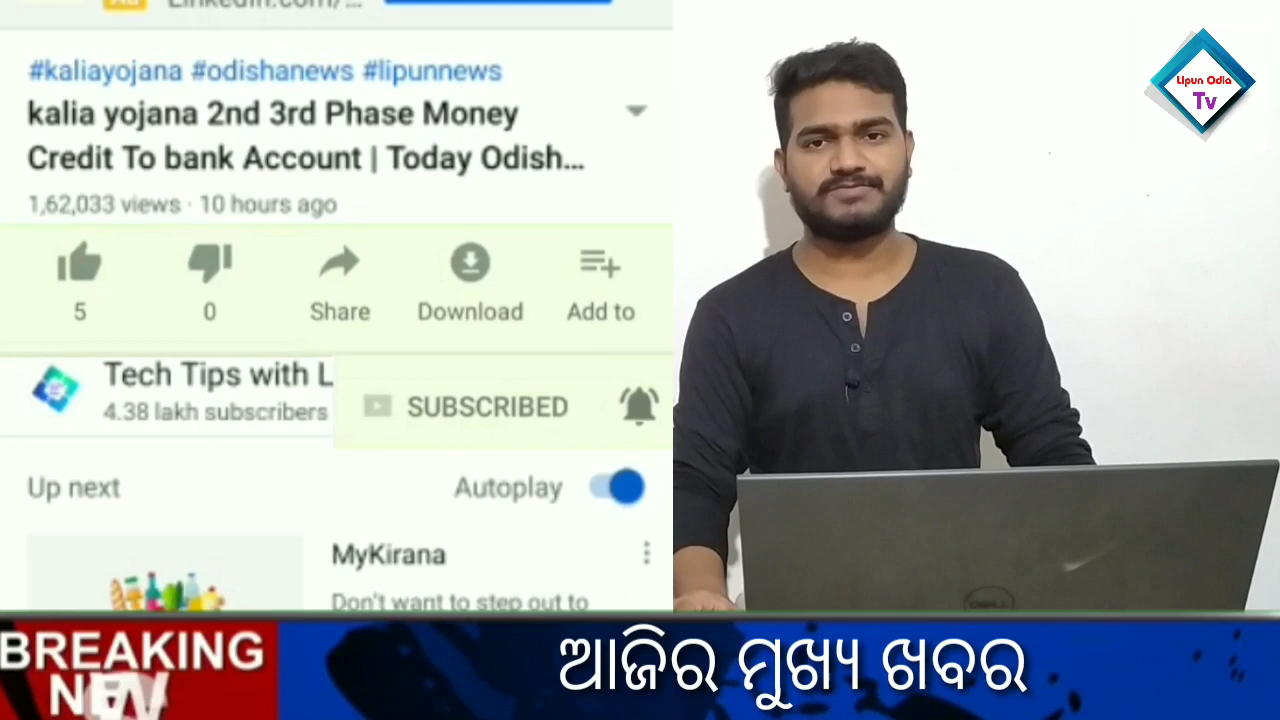 #kaliayojana #odishanews #lipunnews
kalia yojana 2nd 3rd Phase Money
Credit To bank Account | Today Odish...
1,62,033 views · 10 hours ago
5
0
Share
Download
Add to
Tech Tips with L
4.38 lakh subscribers
SUBSCRIBED
Up next
Autoplay
MyKirana
Don't want to step out to
Lipun Odia
Tv
DELL
BREAKING
ଆଜିର ମୁଖ୍ୟ ଖବର